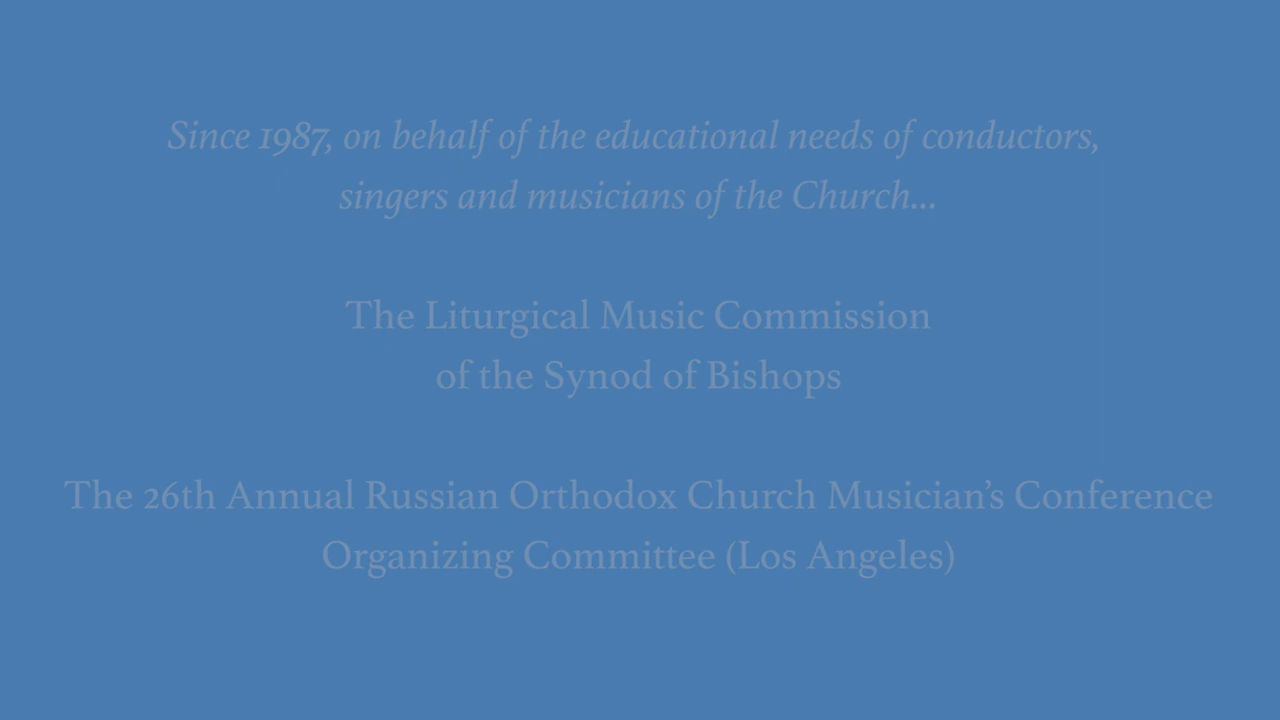 Since 1987, on behalf of the educational needs of conductors,
singers and musicians of the Church...
The Liturgical Music Commission
of the Synod of Bishops
The 26th Annual Russian Orthodox Church Musician’s Conference
Organizing Committee (Los Angeles)